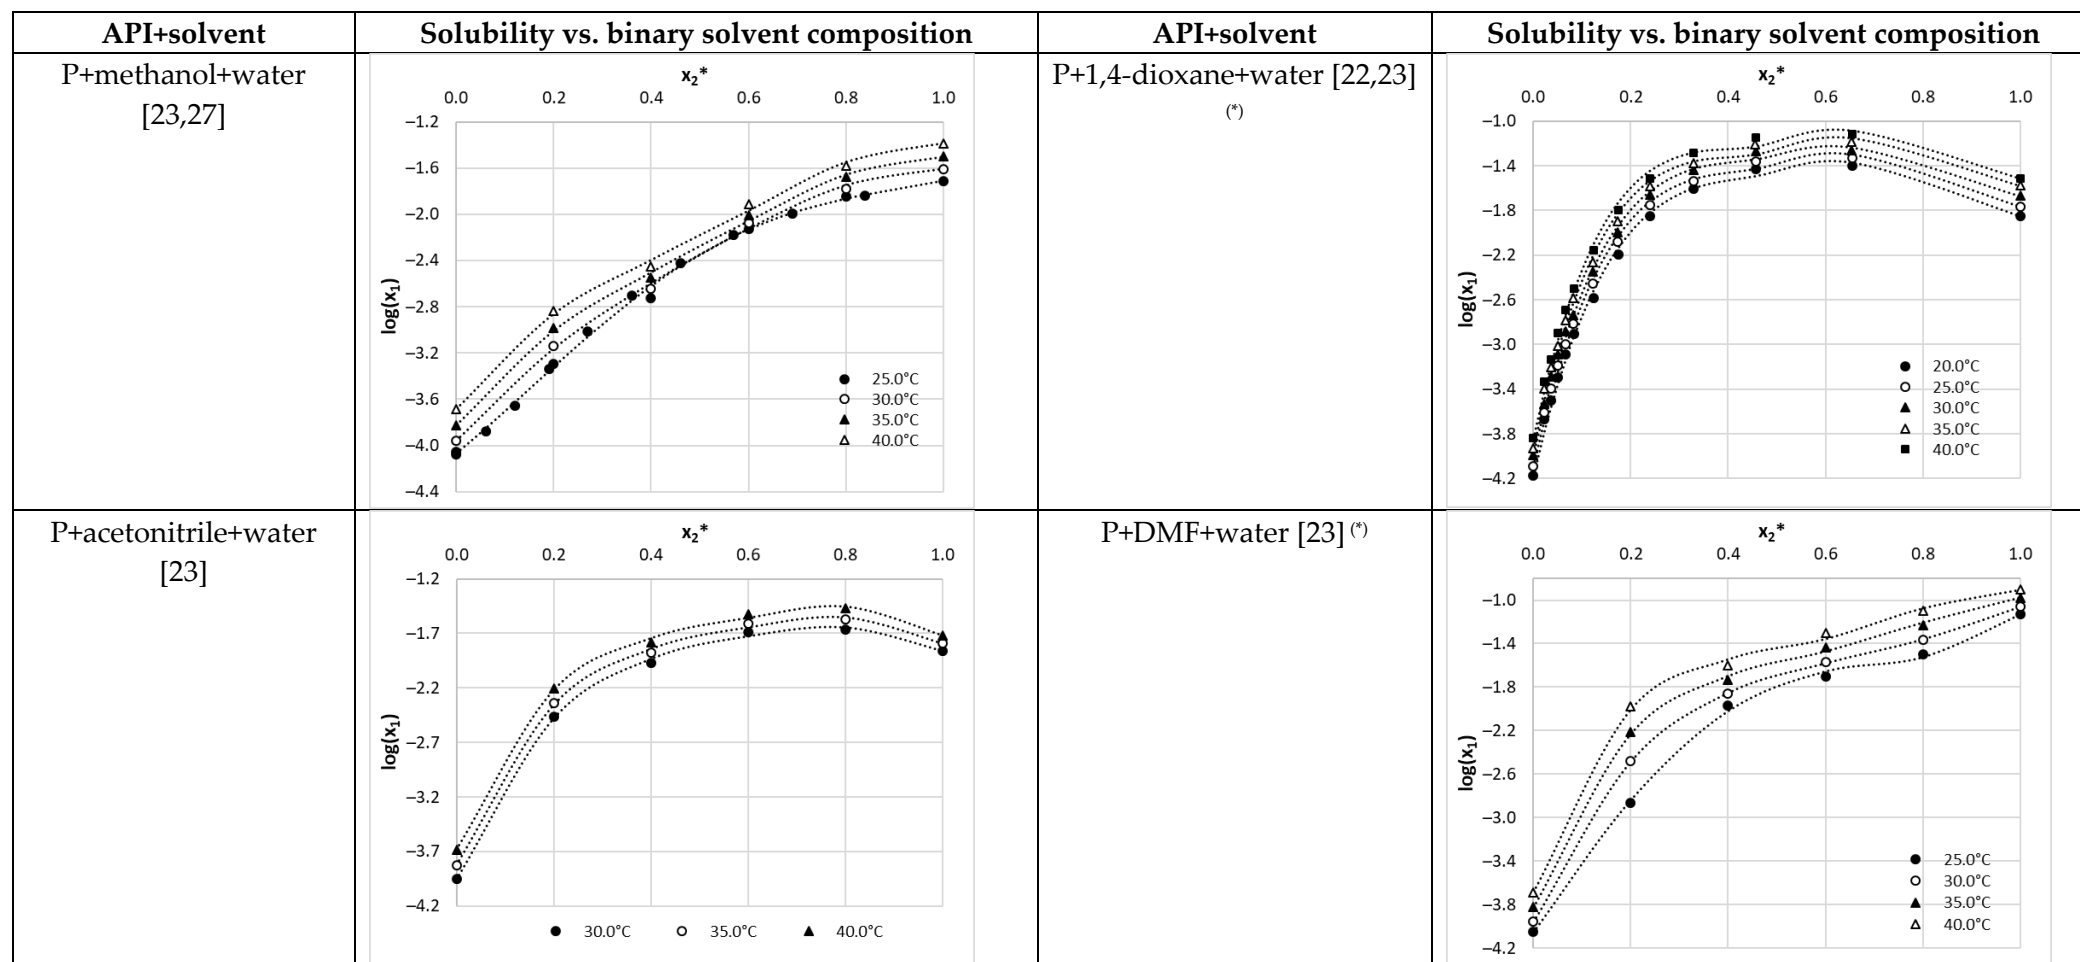 API+solvent
Solubility vs. binary solvent composition
API+solvent
Solubility vs. binary solvent composition
P+methanol+water
[23,27]
x₂*
0.0 0.2 0.4 0.6 0.8 1.0
−1.2
−1.6
−2.0
−2.4
−2.8
−3.2
−3.6
−4.0
−4.4
log(x₁)
25.0°C
30.0°C
35.0°C
40.0°C
P+1,4-dioxane+water [22,23]
(*)
x₂*
0.0 0.2 0.4 0.6 0.8 1.0
−1.0
−1.4
−1.8
−2.2
−2.6
−3.0
−3.4
−3.8
−4.2
log(x₁)
20.0°C
25.0°C
30.0°C
35.0°C
40.0°C
P+acetonitrile+water
[23]
x₂*
0.0 0.2 0.4 0.6 0.8 1.0
−1.2
−1.7
−2.2
−2.7
−3.2
−3.7
−4.2
log(x₁)
30.0°C 35.0°C 40.0°C
P+DMF+water [23] (*)
x₂*
0.0 0.2 0.4 0.6 0.8 1.0
−1.0
−1.4
−1.8
−2.2
−2.6
−3.0
−3.4
−3.8
−4.2
log(x₁)
25.0°C
30.0°C
35.0°C
40.0°C